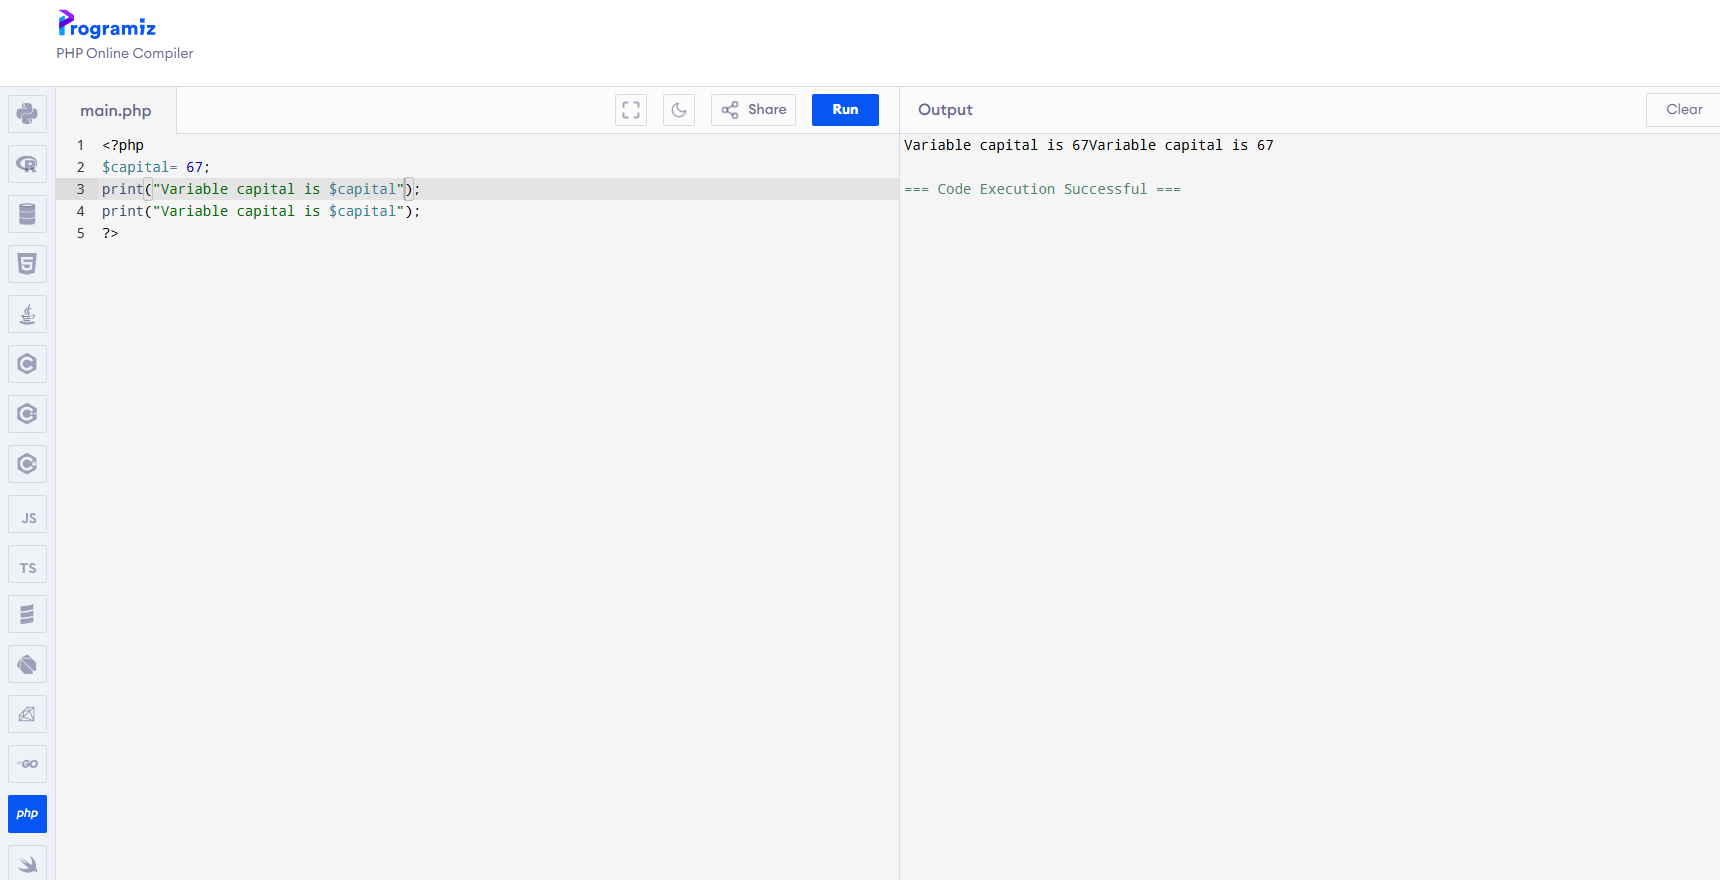 Programiz
PHP Online Compiler
main.php
Share
Run
Output
Clear
1 <?php
2 $capital= 67;
3 print("Variable capital is $capital");
4 print("Variable capital is $capital");
5 ?>
Variable capital is 67Variable capital is 67
=== Code Execution Successful ===
R
5
C
C
C
JS
TS
GO
php